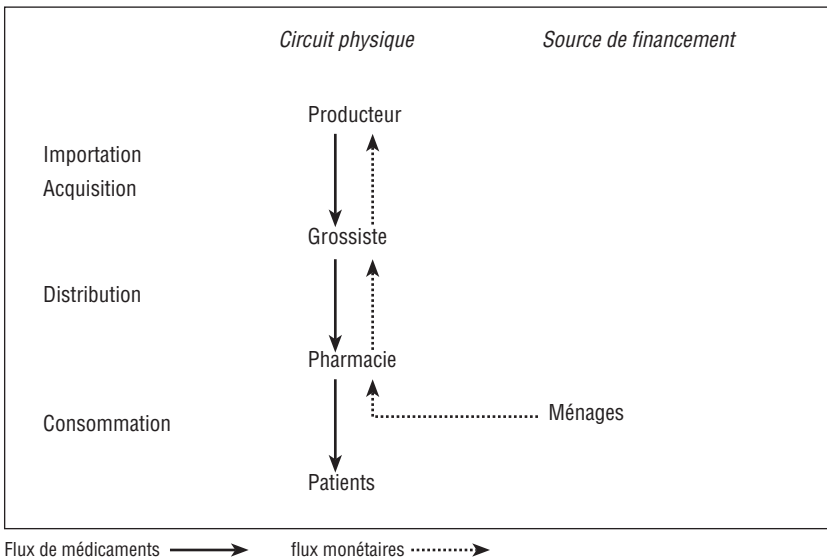 Circuit physique Source de financement
Producteur
Importation
Acquisition
Grossiste
Distribution
Pharmacie
Ménages
Consommation
Patients
Flux de médicaments flux monétaires